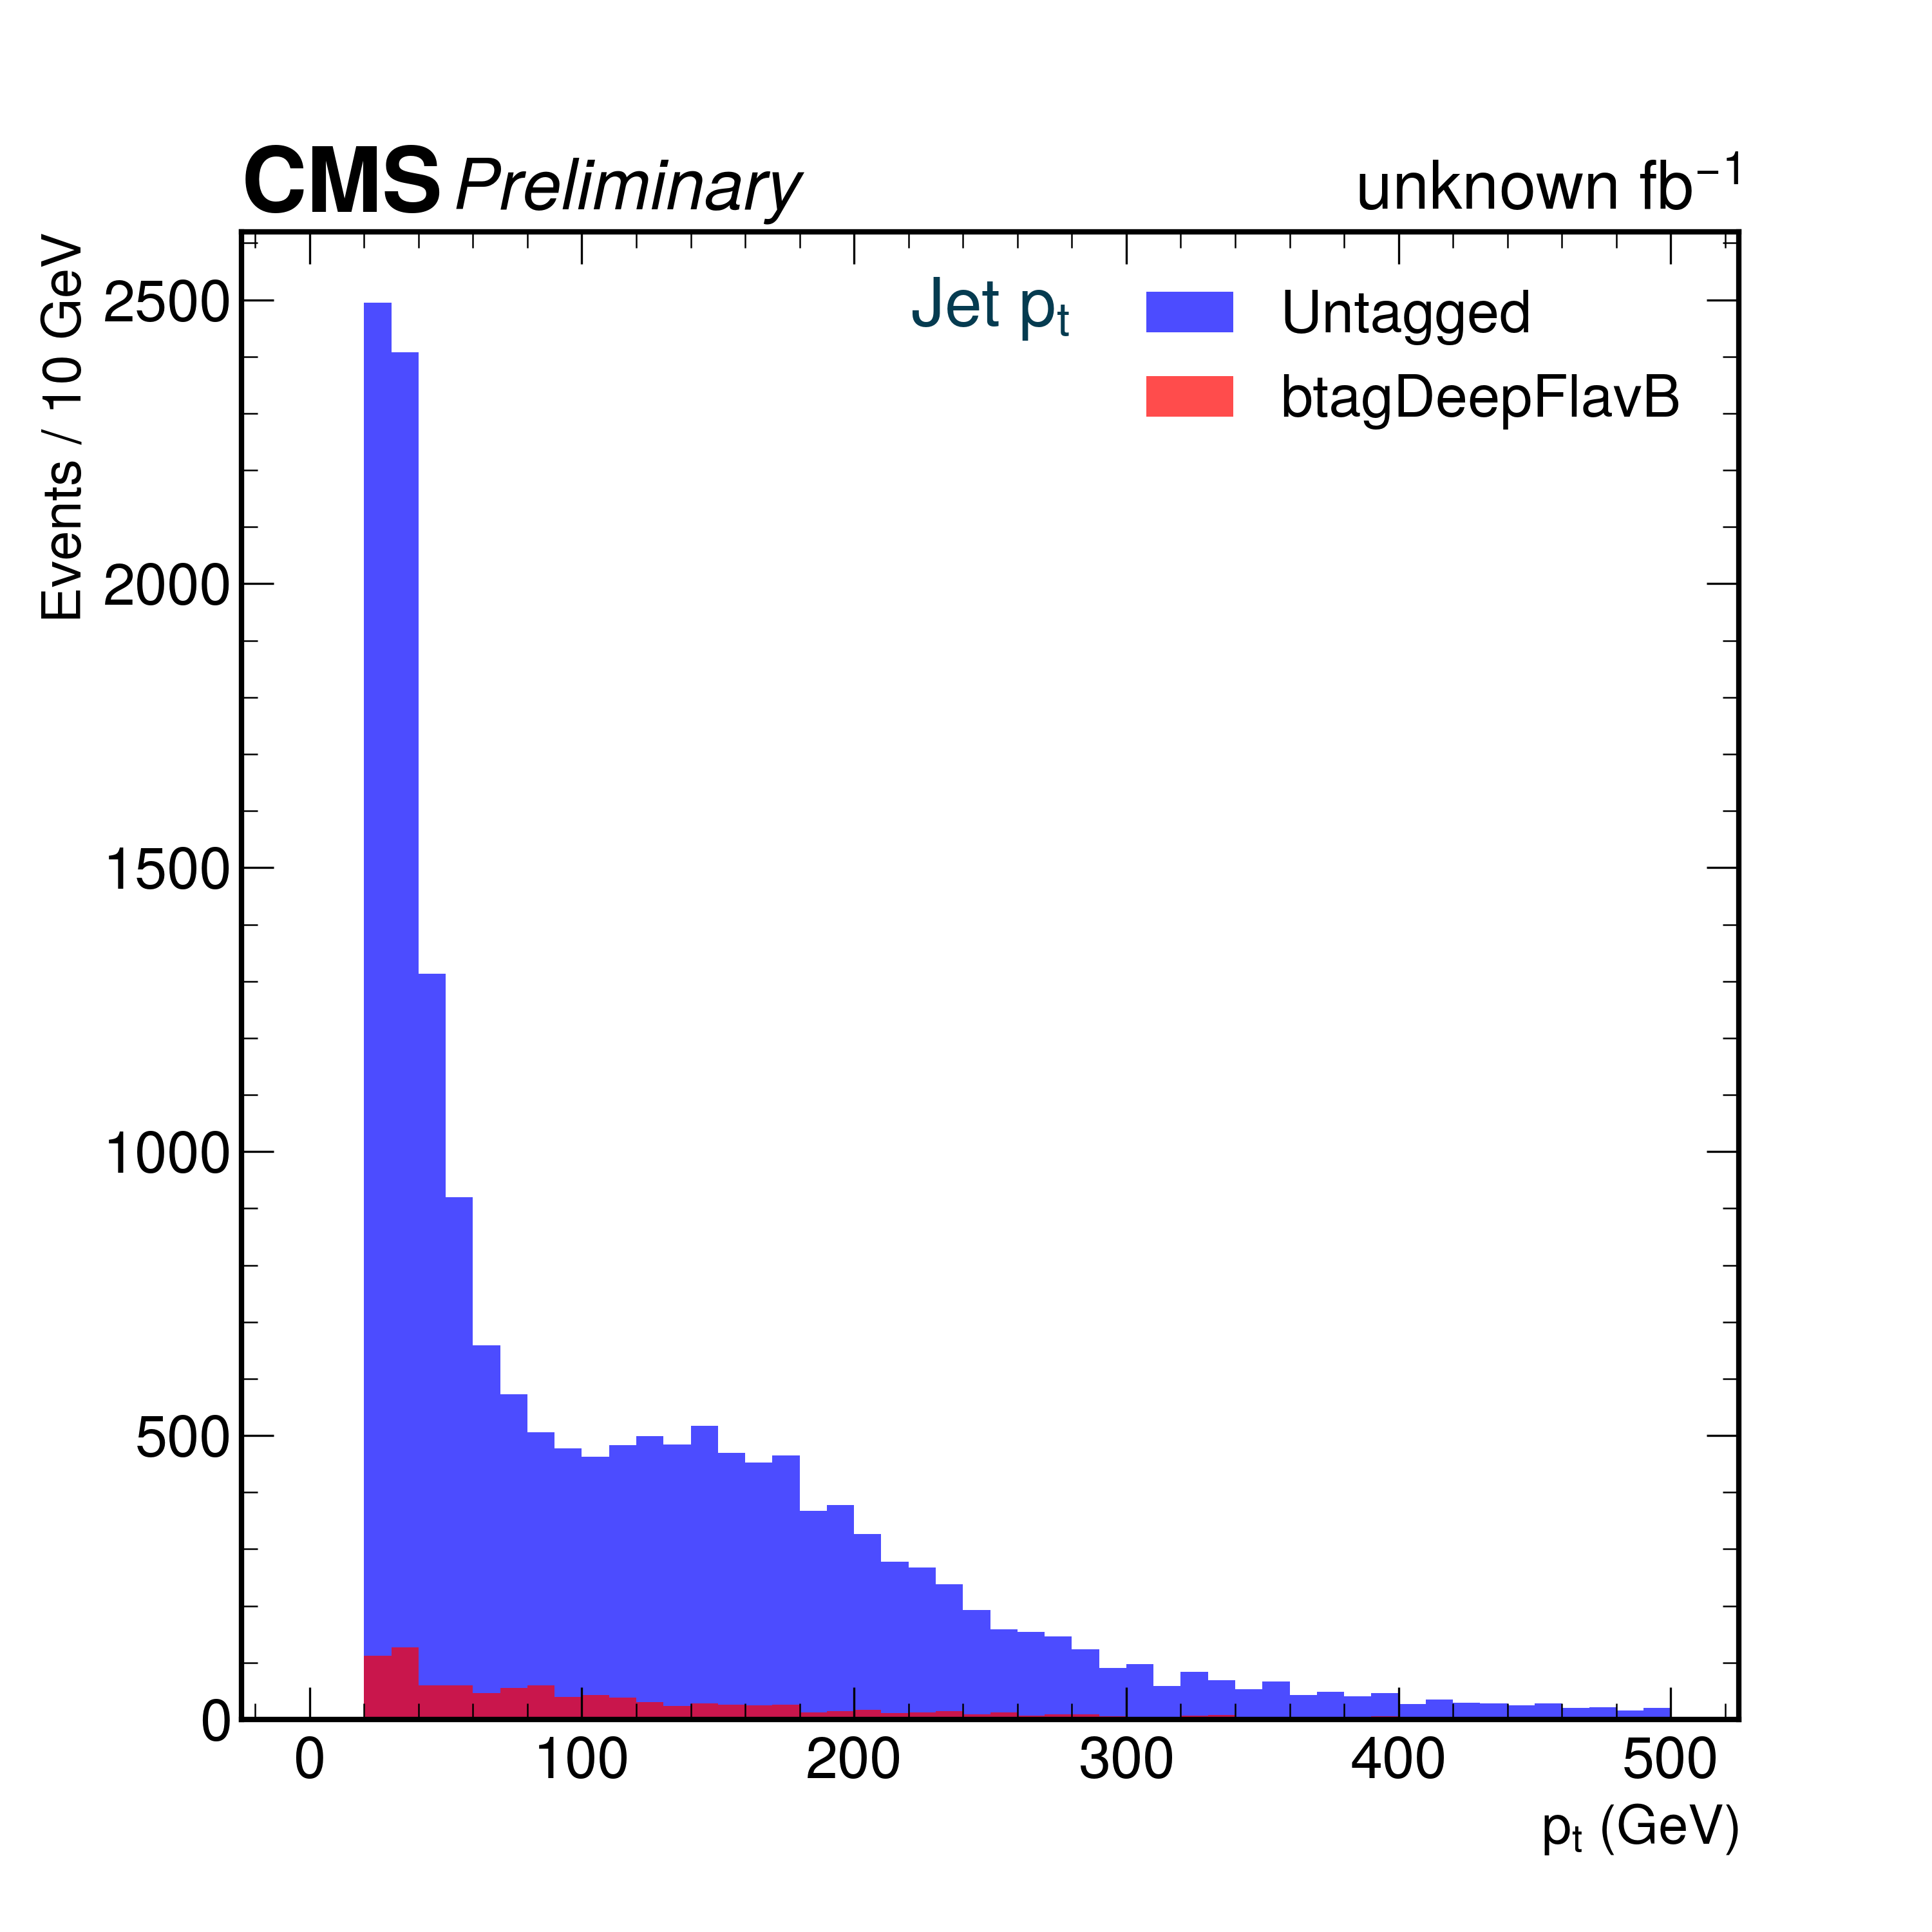 CMS Preliminary
unknown fb⁻¹
Events / 10 GeV
Jet pₜ
Untagged
btagDeepFlavB
2500
2000
1500
1000
500
0
0 100 200 300 400 500
pₜ (GeV)